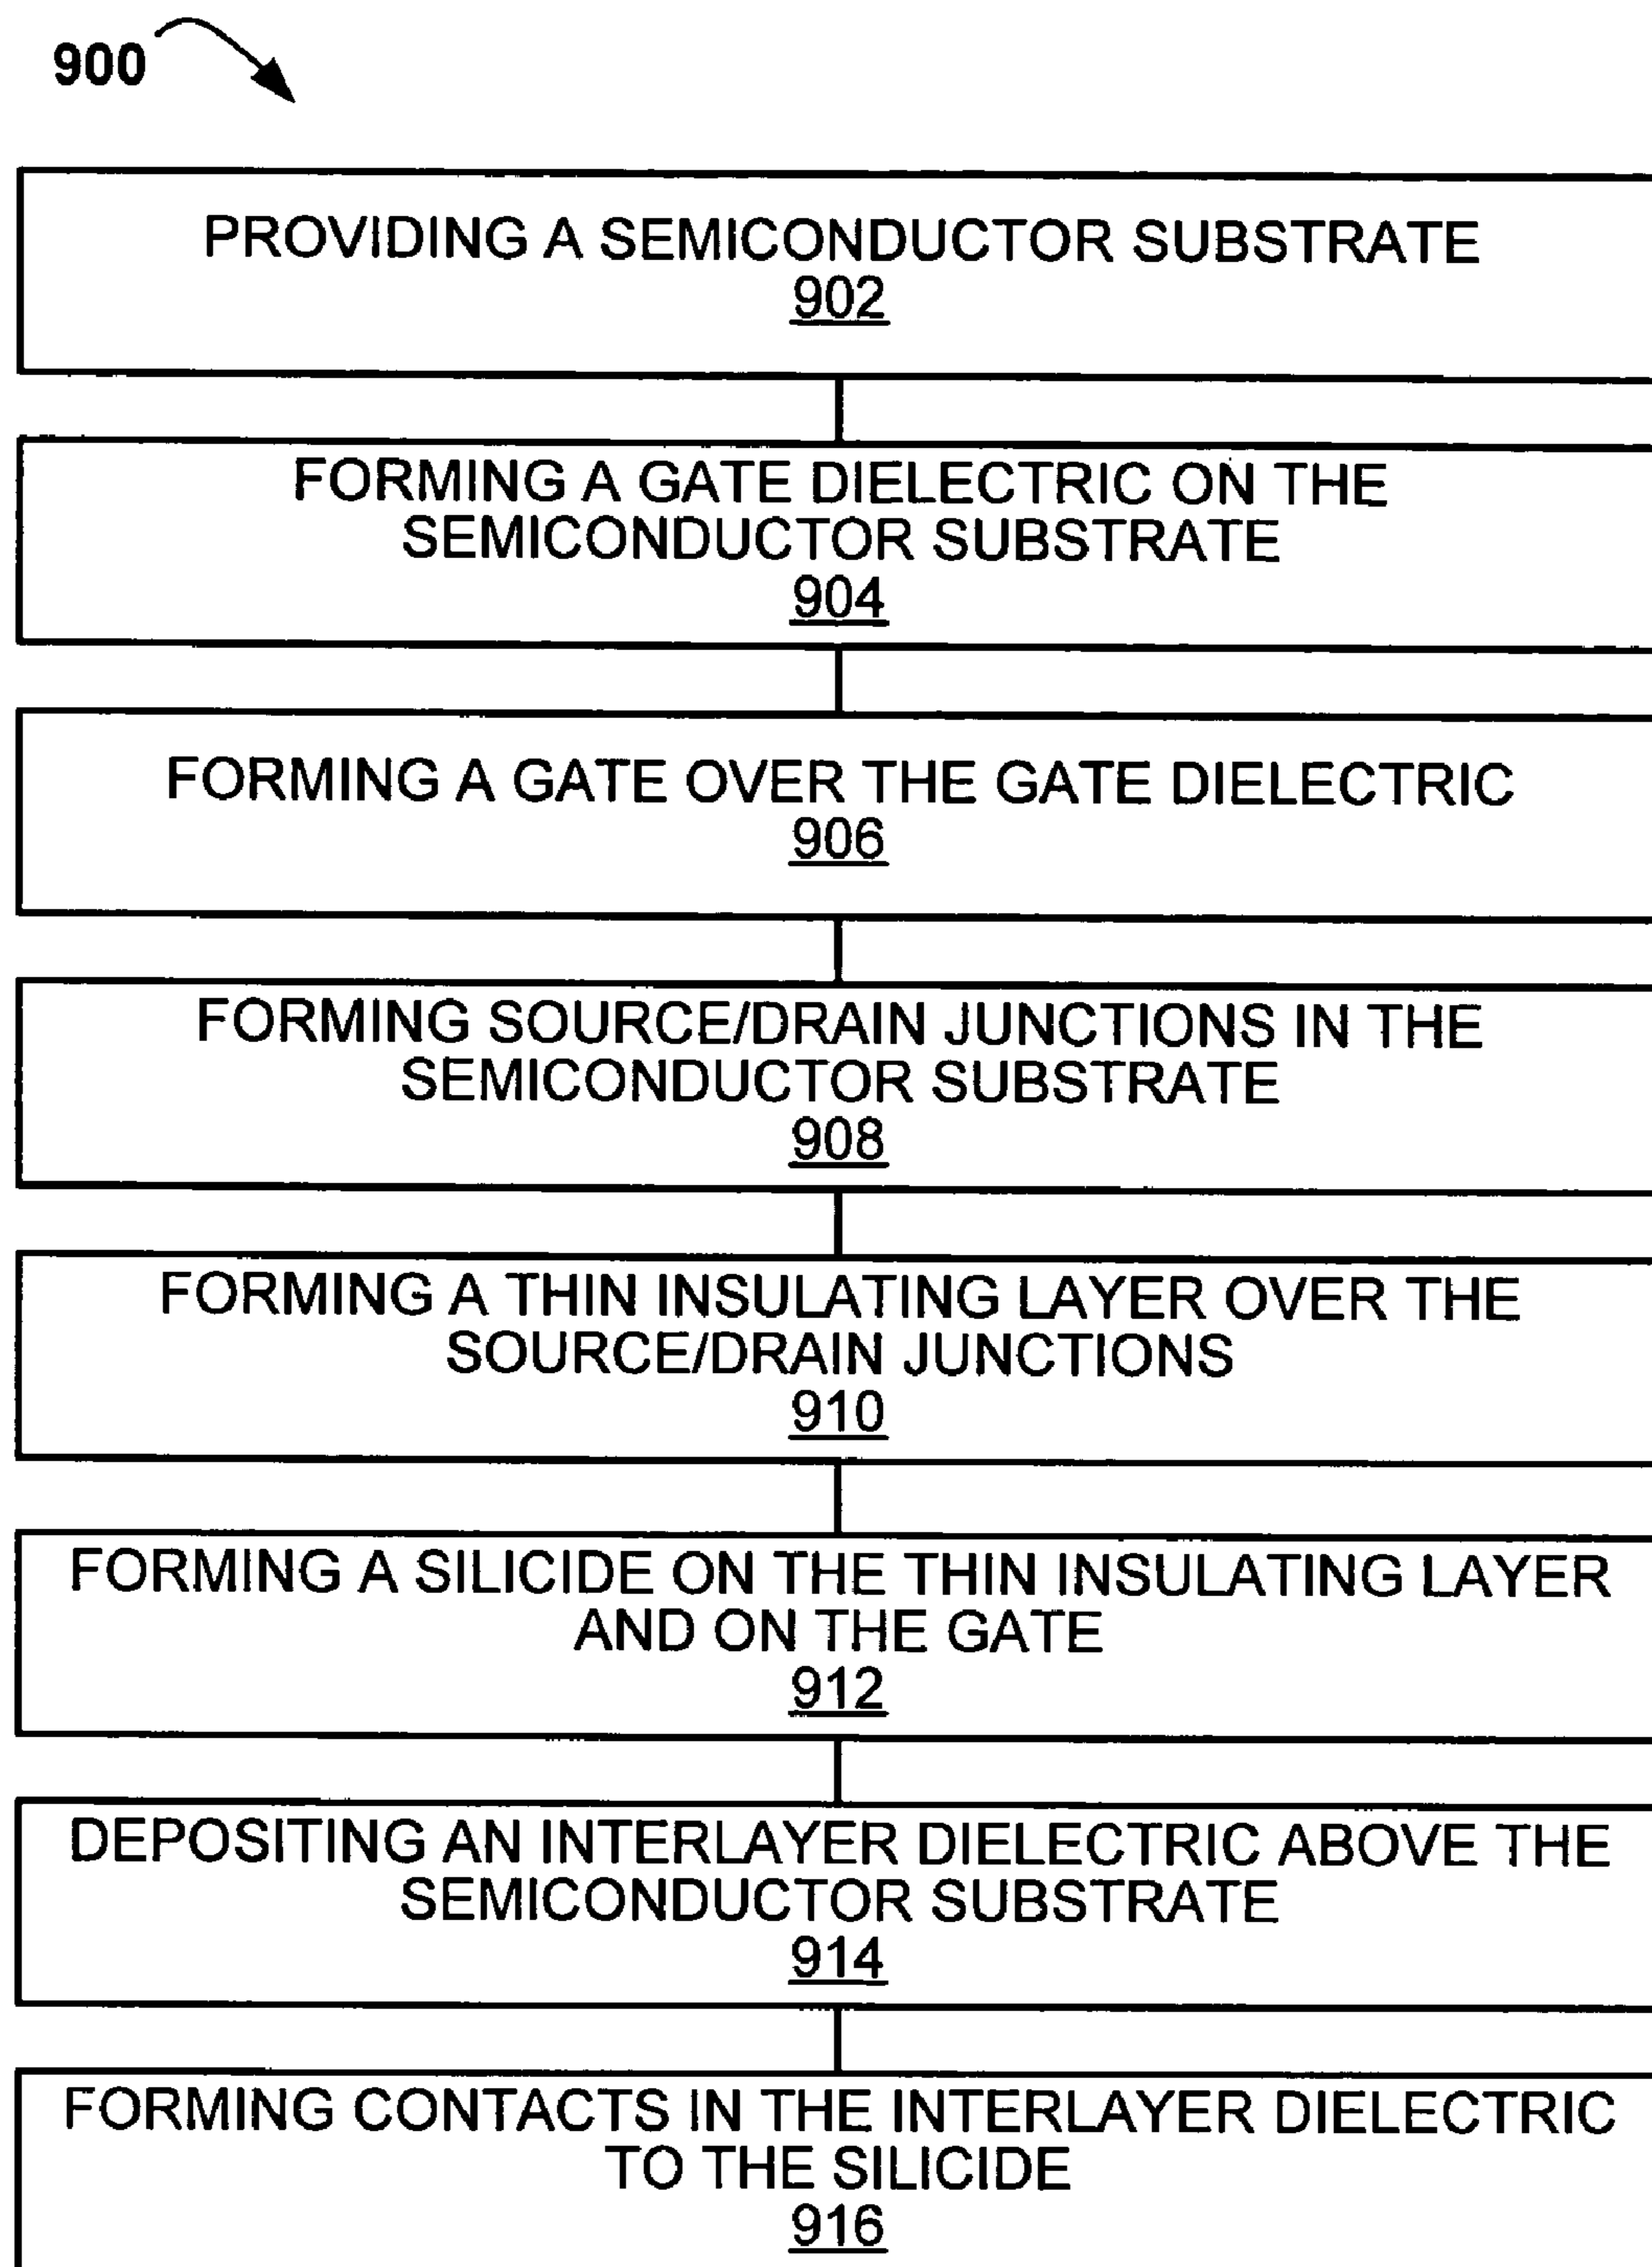 900
PROVIDING A SEMICONDUCTOR SUBSTRATE
902
FORMING A GATE DIELECTRIC ON THE
SEMICONDUCTOR SUBSTRATE
904
FORMING A GATE OVER THE GATE DIELECTRIC
906
FORMING SOURCE/DRAIN JUNCTIONS IN THE
SEMICONDUCTOR SUBSTRATE
908
FORMING A THIN INSULATING LAYER OVER THE
SOURCE/DRAIN JUNCTIONS
910
FORMING A SILICIDE ON THE THIN INSULATING LAYER
AND ON THE GATE
912
DEPOSITING AN INTERLAYER DIELECTRIC ABOVE THE
SEMICONDUCTOR SUBSTRATE
914
FORMING CONTACTS IN THE INTERLAYER DIELECTRIC
TO THE SILICIDE
916